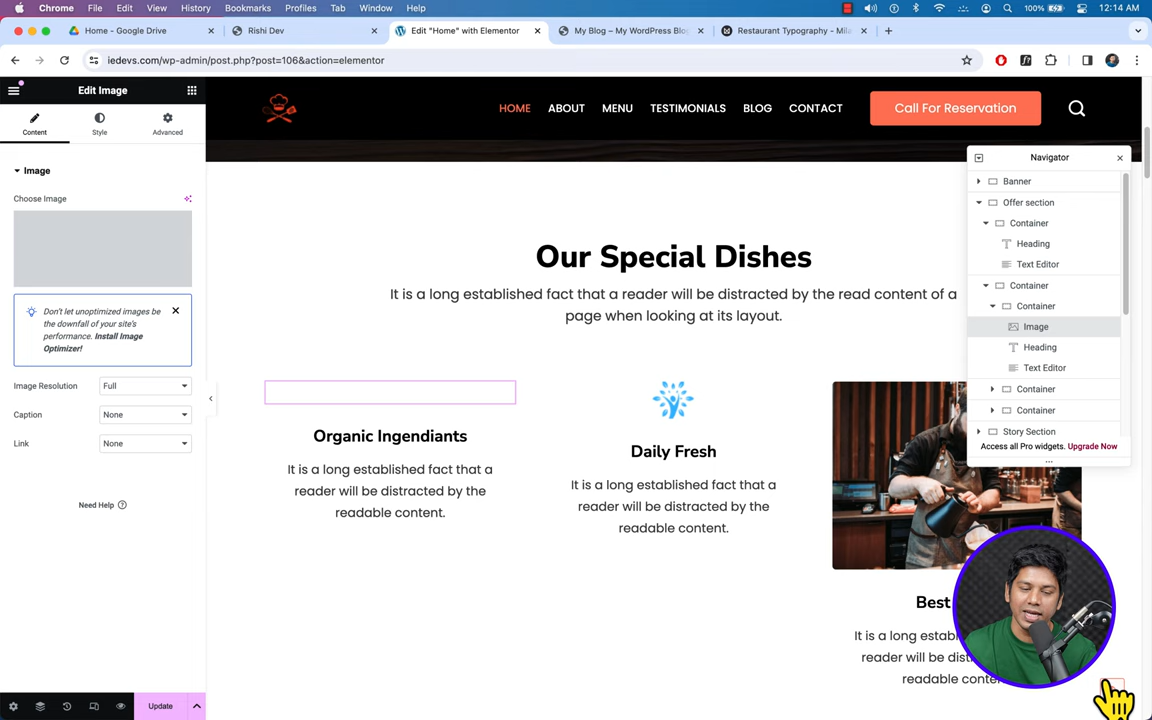 Chrome File Edit View History Bookmarks Profiles Tab Window Help 100% 12:14 AM
Home - Google Drive
Rishi Dev
Edit "Home" with Elementor
My Blog – My WordPress Blog
Restaurant Typography – Mila
iedevs.com/wp-admin/post.php?post=106&action=elementor
Edit Image
Content Style Advanced
Image
Choose Image
Don't let unoptimized images be
the downfall of your site's
performance. Install Image
Optimizer!
Image Resolution Full
Caption None
Link None
Need Help
Update
HOME ABOUT MENU TESTIMONIALS BLOG CONTACT Call For Reservation
Our Special Dishes
It is a long established fact that a reader will be distracted by the read content of a
page when looking at its layout.
Organic Ingendiants
It is a long established fact that a
reader will be distracted by the
readable content.
Daily Fresh
It is a long established fact that a
reader will be distracted by the
readable content.
Best
It is a long
reader will be
readable
Navigator
Banner
Offer section
Container
Heading
Text Editor
Container
Container
Image
Heading
Text Editor
Container
Container
Story Section
Access all Pro widgets. Upgrade Now